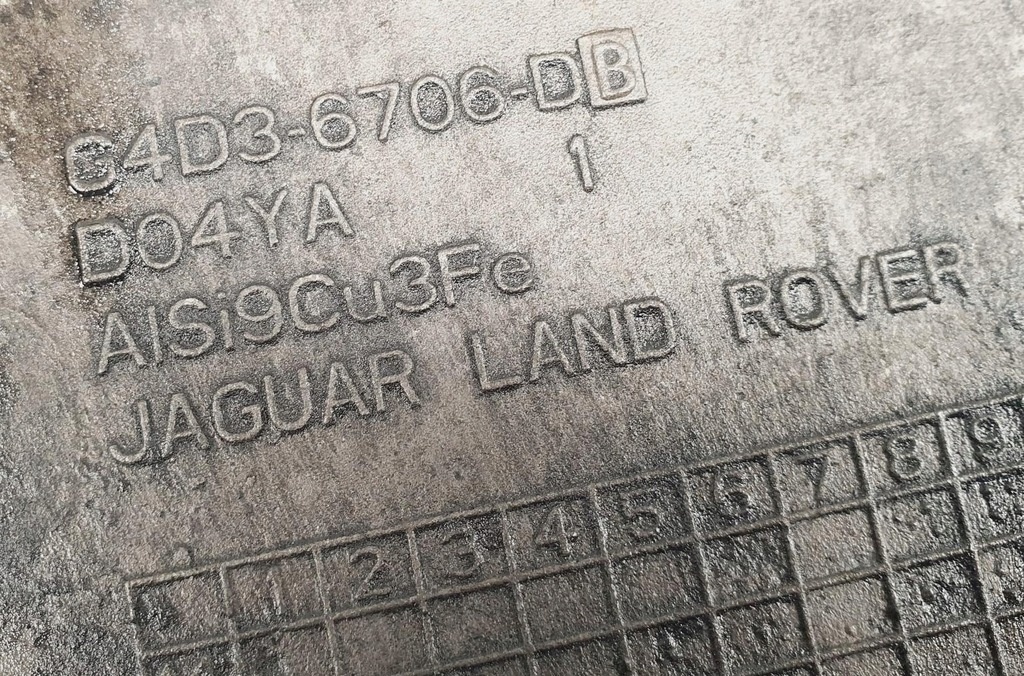 G4D3-6706-DB
D04YA 1
AlSi9Cu3Fe
JAGUAR LAND ROVER
1 2 3 4 5 6 7 8 9